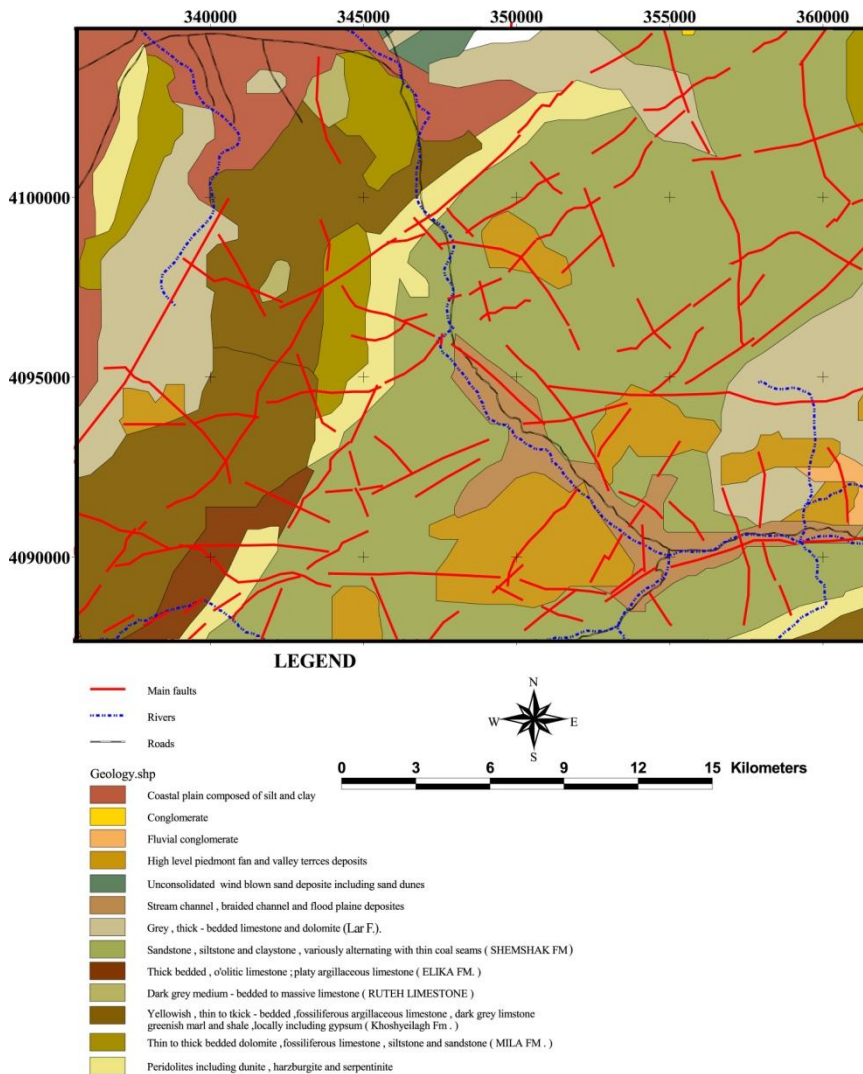 340000 345000 350000 355000 360000
4100000
4095000
4090000
LEGEND
Main faults
Rivers
Roads
N
W E
S
0 3 6 9 12 15 Kilometers
Geology.shp
Coastal plain composed of silt and clay
Conglomerate
Fluvial conglomerate
High level piedmont fan and valley terrces deposits
Unconsolidated wind blown sand deposite including sand dunes
Stream channel , braided channel and flood plaine deposites
Grey , thick - bedded limestone and dolomite (Lar F.).
Sandstone , siltstone and claystone , variously alternating with thin coal seams ( SHEMSHAK FM)
Thick bedded , o'olitic limestone ; platy argillaceous limestone ( ELIKA FM. )
Dark grey medium - bedded to massive limestone ( RUTEH LIMESTONE )
Yellowish , thin to tkick - bedded ,fossiliferous argillaceous limestone , dark grey limstone
greenish marl and shale ,locally including gypsum ( Khoshyeilagh Fm . )
Thin to thick bedded dolomite , fossiliferous limestone , siltstone and sandstone ( MILA FM . )
Peridolites including dunite , harzburgite and serpentinite